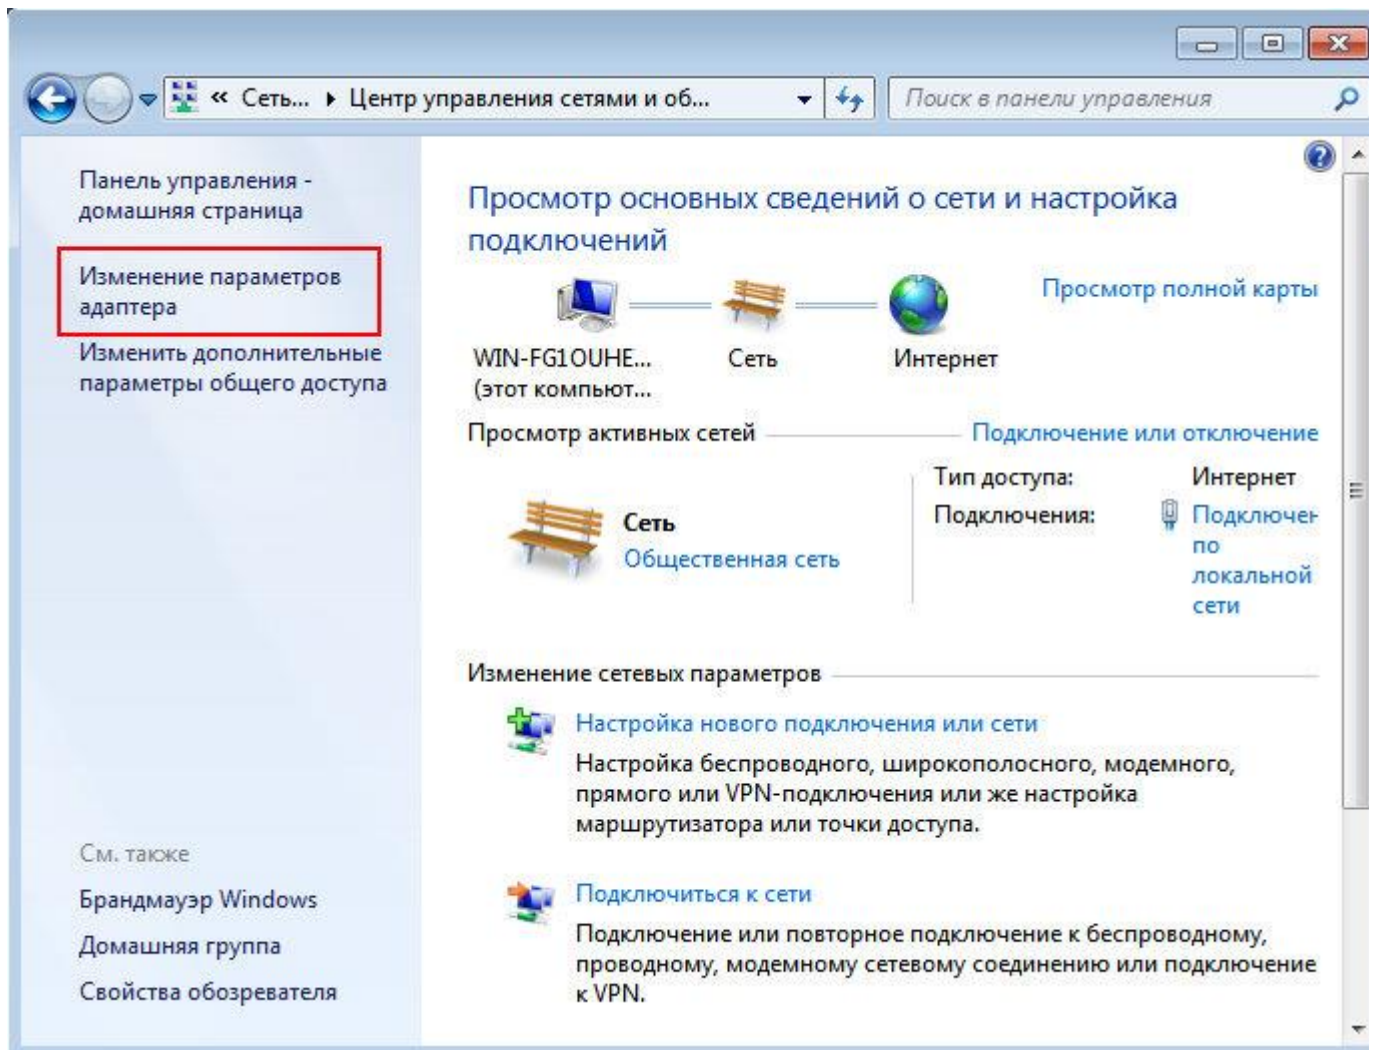 « Сеть... ▸ Центр управления сетями и об...
Поиск в панели управления
Панель управления -
домашняя страница
Изменение параметров
адаптера
Изменить дополнительные
параметры общего доступа
См. также
Брандмауэр Windows
Домашняя группа
Свойства обозревателя
Просмотр основных сведений о сети и настройка
подключений
Просмотр полной карты
WIN-FG1OUHE...
(этот компьют...
Сеть
Интернет
Просмотр активных сетей
Подключение или отключение
Сеть
Общественная сеть
Тип доступа: Интернет
Подключения: Подключен
по
локальной
сети
Изменение сетевых параметров
Настройка нового подключения или сети
Настройка беспроводного, широкополосного, модемного,
прямого или VPN-подключения или же настройка
маршрутизатора или точки доступа.
Подключиться к сети
Подключение или повторное подключение к беспроводному,
проводному, модемному сетевому соединению или подключение
к VPN.